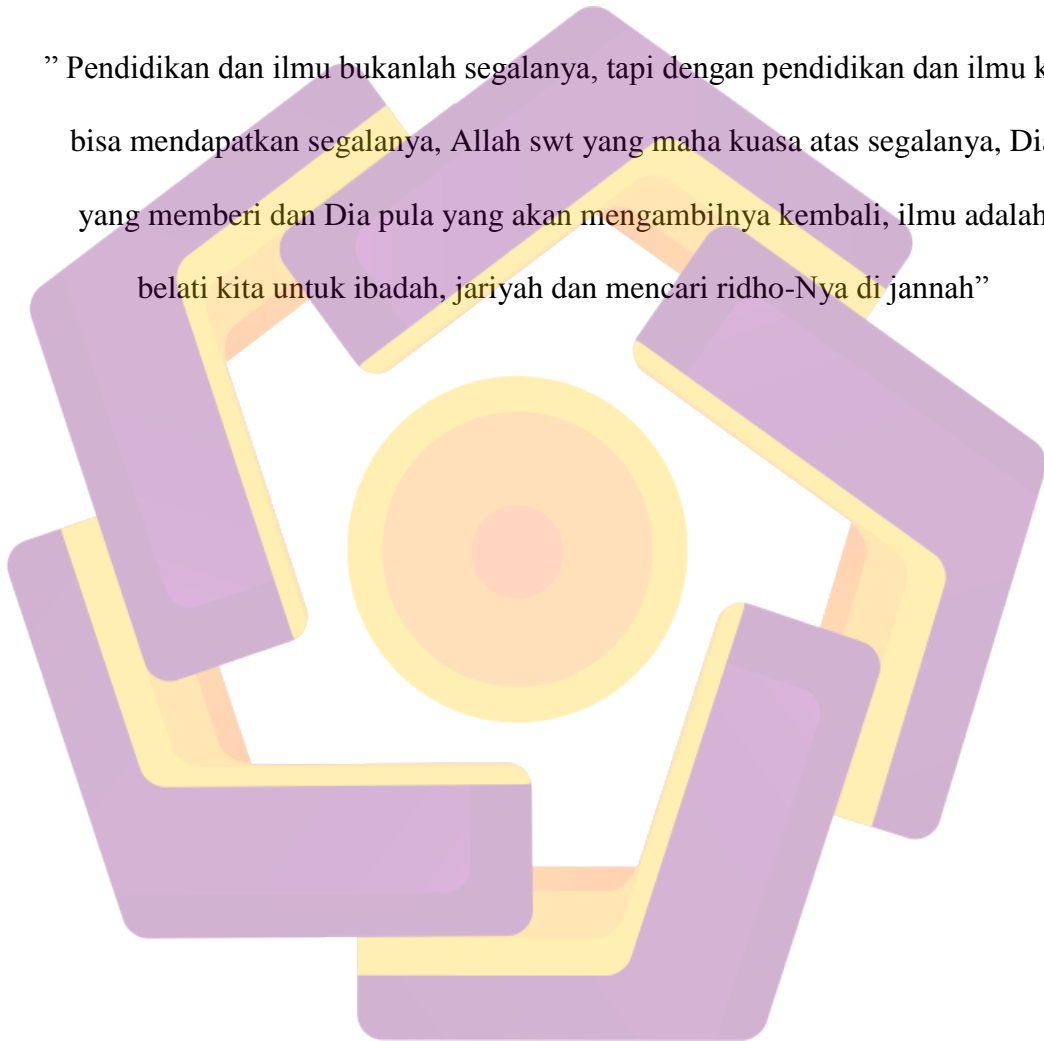 ” Pendidikan dan ilmu bukanlah segalanya, tapi dengan pendidikan dan ilmu
bisa mendapatkan segalanya, Allah swt yang maha kuasa atas segalanya, Dia
yang memberi dan Dia pula yang akan mengambilnya kembali, ilmu adalah
belati kita untuk ibadah, jariyah dan mencari ridho-Nya di jannah”